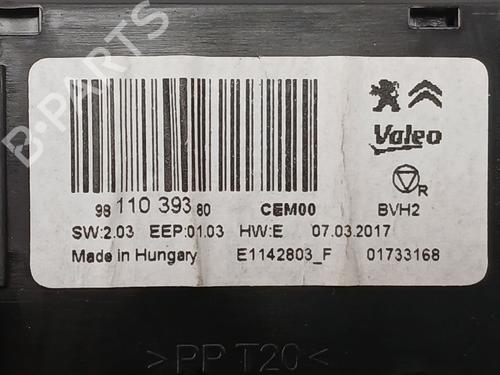 B-PARTS
Valeo
R
98 110 393 80 CEM00 BVH2
SW:2.03 EEP:01.03 HW:E 07.03.2017
Made in Hungary E1142803_F 01733168
>PP T20<